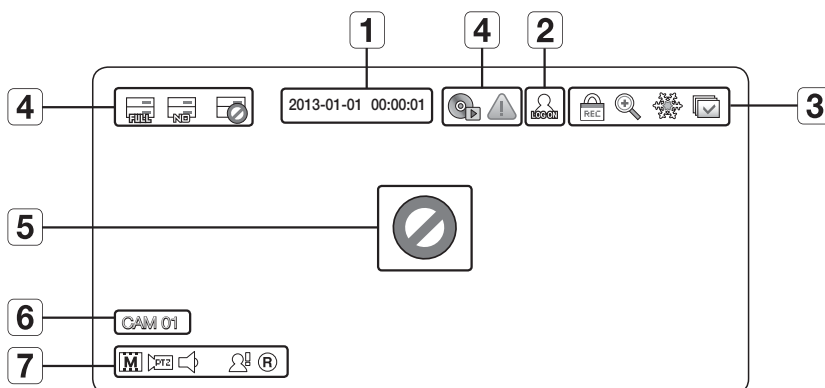 1
4
2
4
FULL
NO
2013-01-01 00:00:01
LOG ON
REC
3
5
6
CAM 01
7
M
PTZ
R